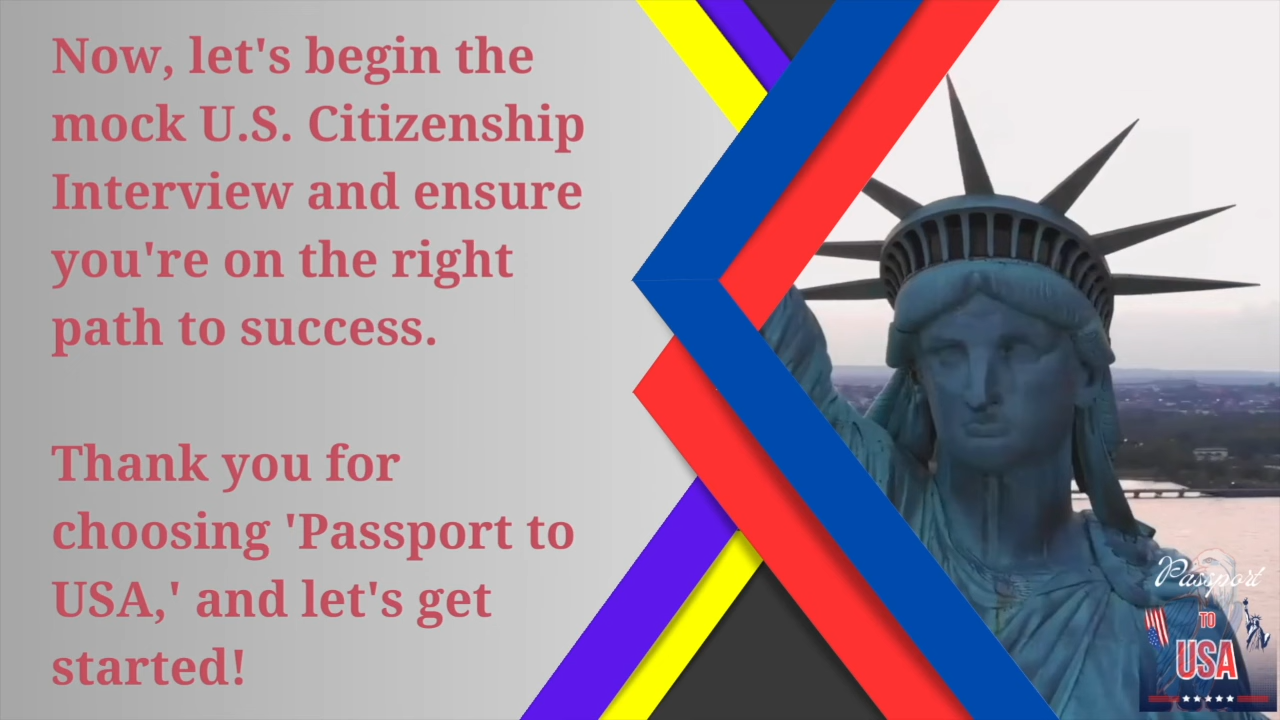 Now, let's begin the
mock U.S. Citizenship
Interview and ensure
you're on the right
path to success.
Thank you for
choosing 'Passport to
USA,' and let's get
started!
Passport
TO
USA